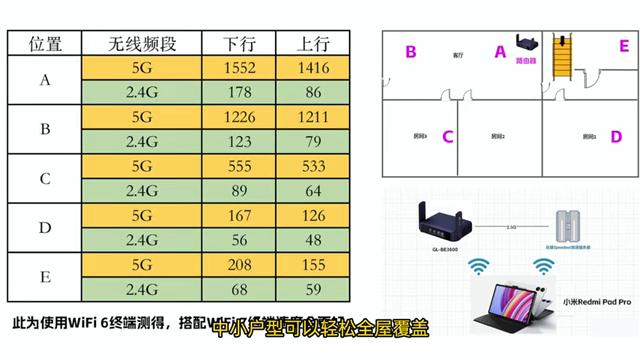 位置 无线频段 下行 上行
A 5G 1552 1416
2.4G 178 86
B 5G 1226 1211
2.4G 123 79
C 5G 555 533
2.4G 89 64
D 5G 167 126
2.4G 56 48
E 5G 208 155
2.4G 68 59
此为使用WiFi 6终端测得，搭配WiFi
中小户型可以轻松全屋覆盖
B 客厅 A 路由器 E
房间3 C 房间2 房间1 D
2.5G
GL-BE3600
小米Redmi Pad Pro